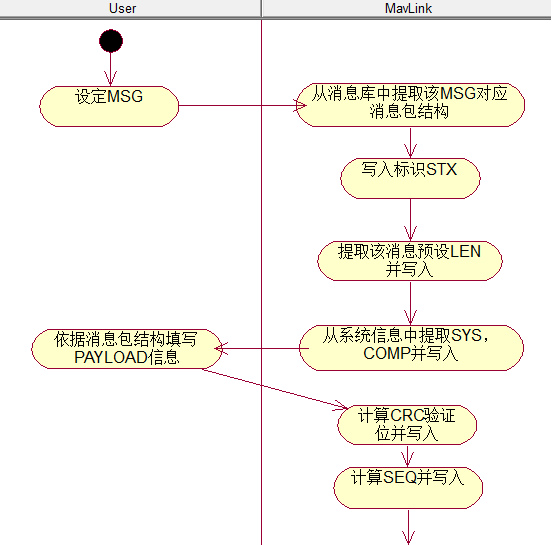 User
MavLink
设定MSG
从消息库中提取该MSG对应
消息包结构
写入标识STX
提取该消息预设LEN
并写入
从系统信息中提取SYS，
COMP并写入
依据消息包结构填写
PAYLOAD信息
计算CRC验证
位并写入
计算SEQ并写入